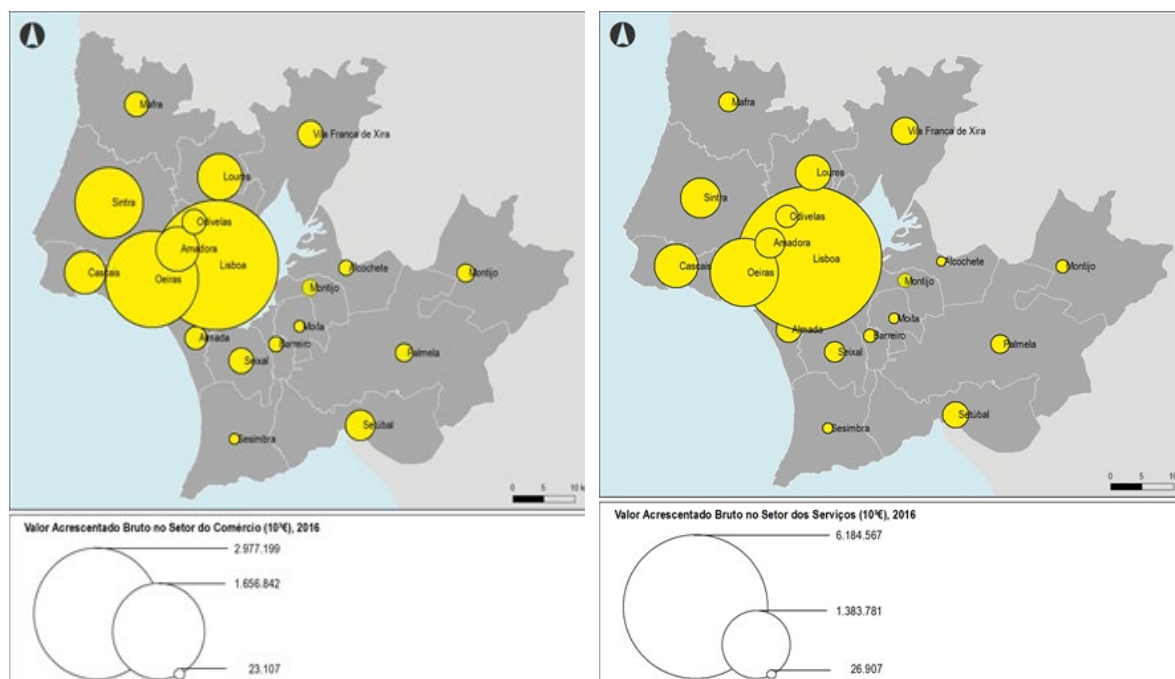 Mafra
Vila Franca de Xira
Loures
Sintra
Odivelas
Amadora
Lisboa
Cascais
Oeiras
Alcochete
Montijo
Montijo
Moita
Almada
Barreiro
Seixal
Palmela
Setúbal
Sesimbra
0 5 10 k
Valor Acrescentado Bruto no Setor do Comércio (10³€), 2016
2.977.199
1.656.842
23.107
Mafra
Vila Franca de Xira
Loures
Sintra
Odivelas
Amadora
Lisboa
Cascais
Oeiras
Alcochete
Montijo
Montijo
Moita
Almada
Barreiro
Seixal
Palmela
Setúbal
Sesimbra
0 5 10
Valor Acrescentado Bruto no Setor dos Serviços (10³€), 2016
6.184.567
1.383.781
26.907